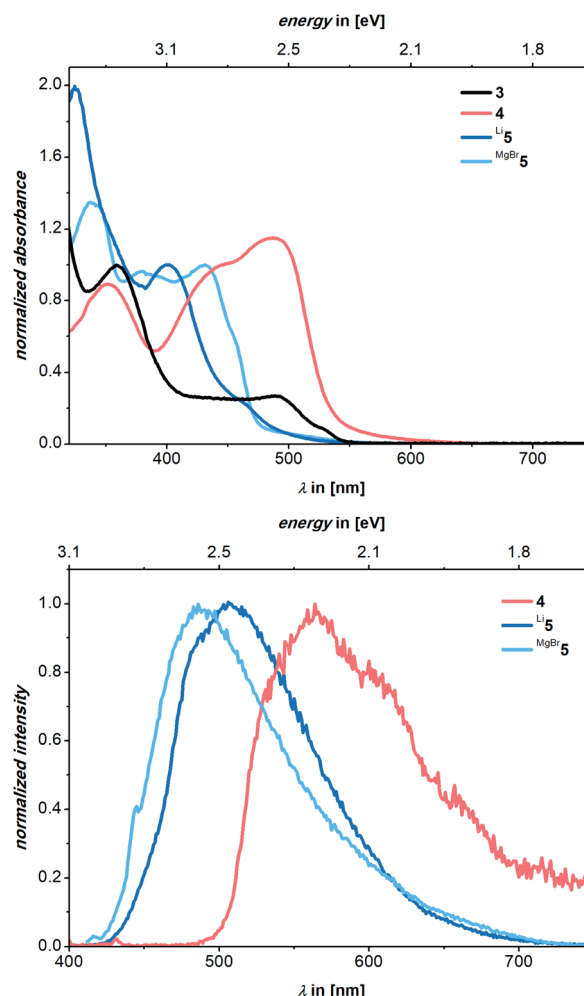 energy in [eV]
3.1 2.5 2.1 1.8
2.0
1.6
1.2
0.8
0.4
0.0
normalized absorbance
3
4
Li5
MgBr5
400 500 600 700
λ in [nm]
energy in [eV]
3.1 2.5 2.1 1.8
1.0
0.8
0.6
0.4
0.2
0.0
normalized intensity
4
Li5
MgBr5
400 500 600 700
λ in [nm]